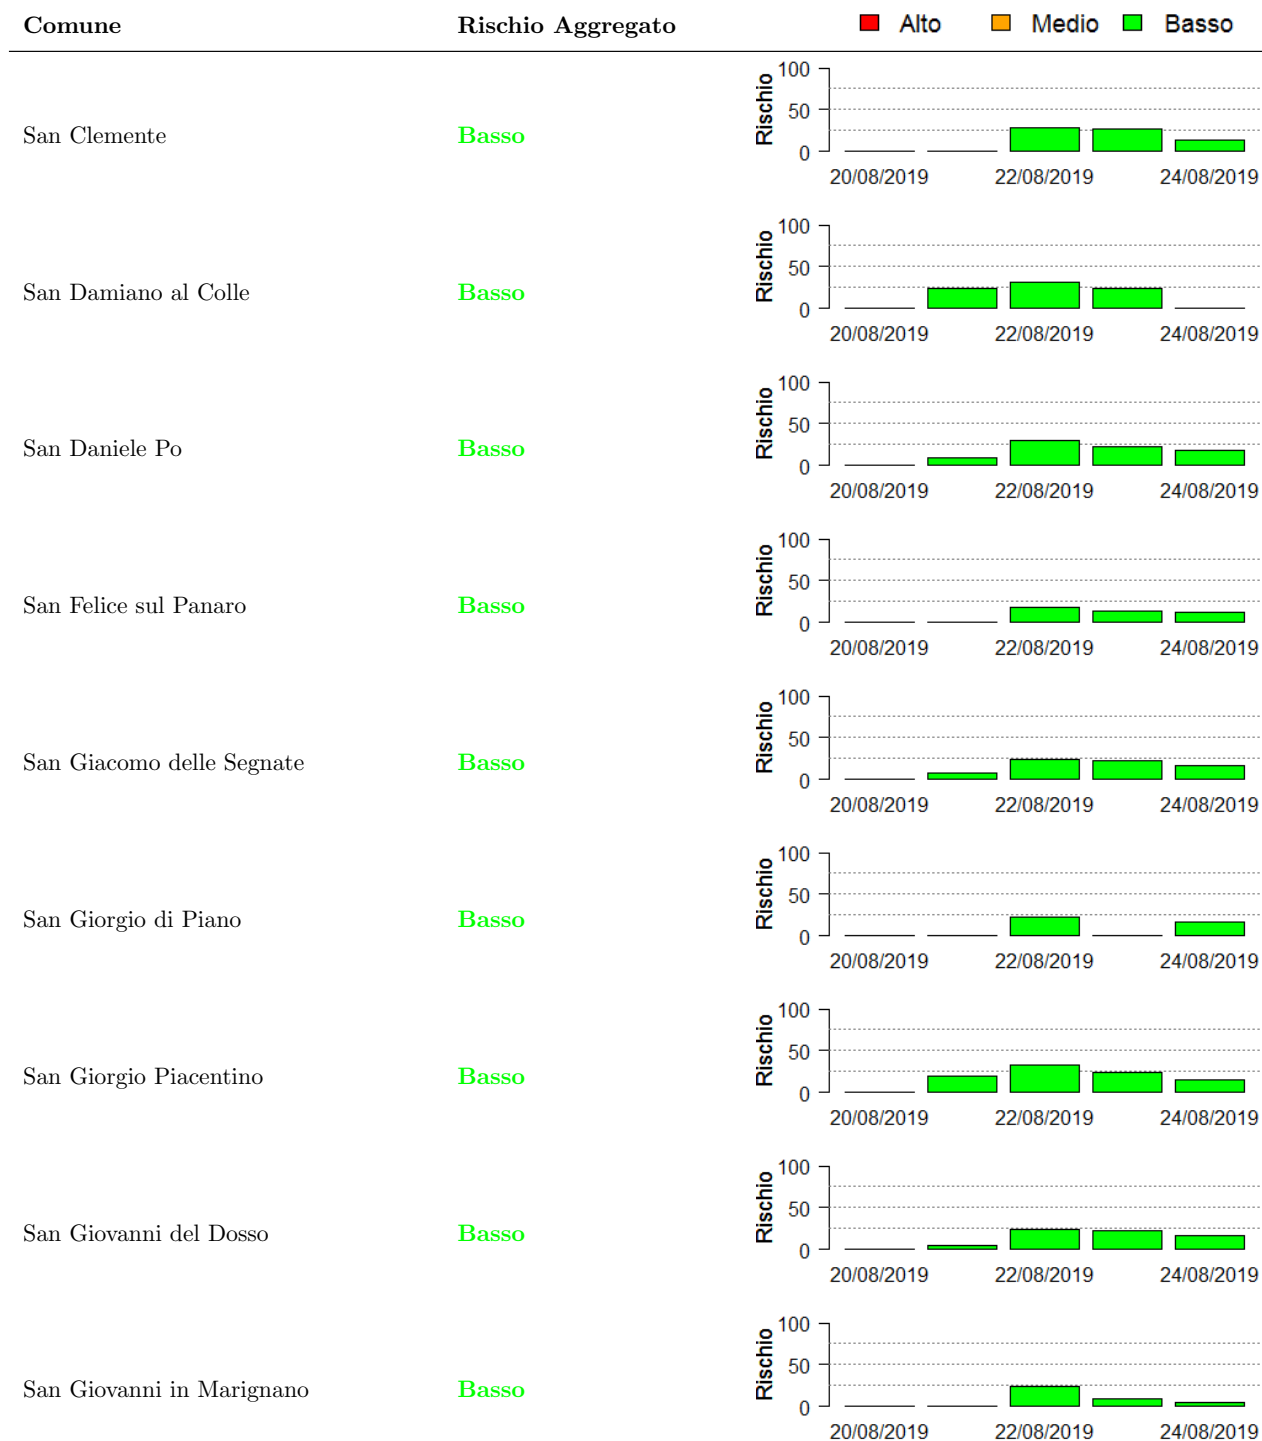 Comune Rischio Aggregato Alto Medio Basso
San Clemente Basso
Rischio
100
50
0
20/08/2019 22/08/2019 24/08/2019
San Damiano al Colle Basso
Rischio
100
50
0
20/08/2019 22/08/2019 24/08/2019
San Daniele Po Basso
Rischio
100
50
0
20/08/2019 22/08/2019 24/08/2019
San Felice sul Panaro Basso
Rischio
100
50
0
20/08/2019 22/08/2019 24/08/2019
San Giacomo delle Segnate Basso
Rischio
100
50
0
20/08/2019 22/08/2019 24/08/2019
San Giorgio di Piano Basso
Rischio
100
50
0
20/08/2019 22/08/2019 24/08/2019
San Giorgio Piacentino Basso
Rischio
100
50
0
20/08/2019 22/08/2019 24/08/2019
San Giovanni del Dosso Basso
Rischio
100
50
0
20/08/2019 22/08/2019 24/08/2019
San Giovanni in Marignano Basso
Rischio
100
50
0
20/08/2019 22/08/2019 24/08/2019